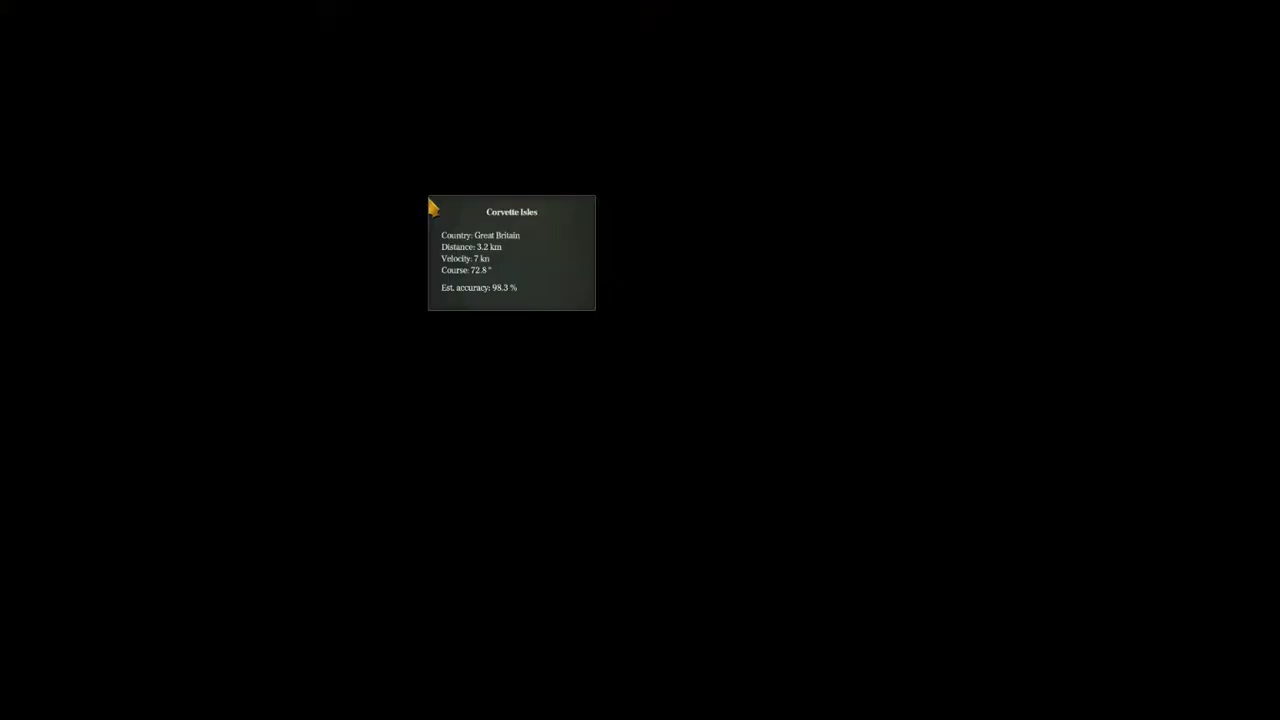 Corvette Isles
Country: Great Britain
Distance: 3.2 km
Velocity: 7 kn
Course: 72.8 °
Est. accuracy: 98.3 %